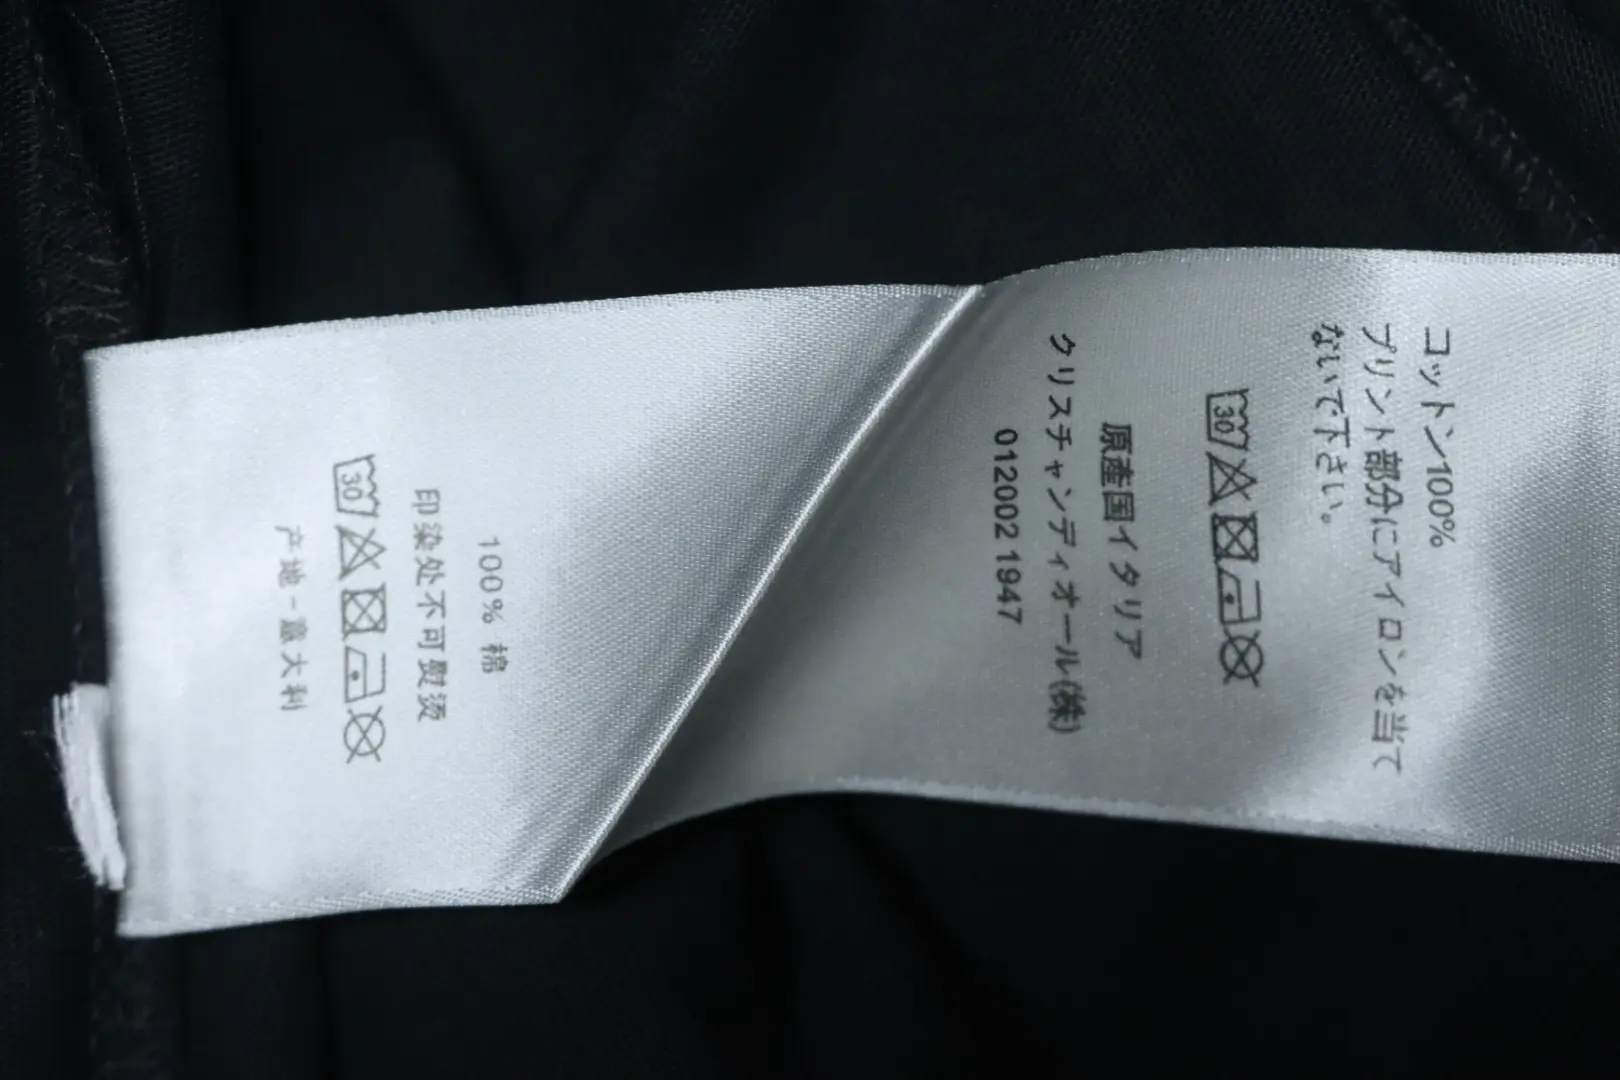 コットン100%
プリント部分にアイロンを当て
ないで下さい。
30
原産国イタリア
クリスチャンディオール(株)
0120021947
100% 棉
印染处不可熨烫
30
产地-意大利